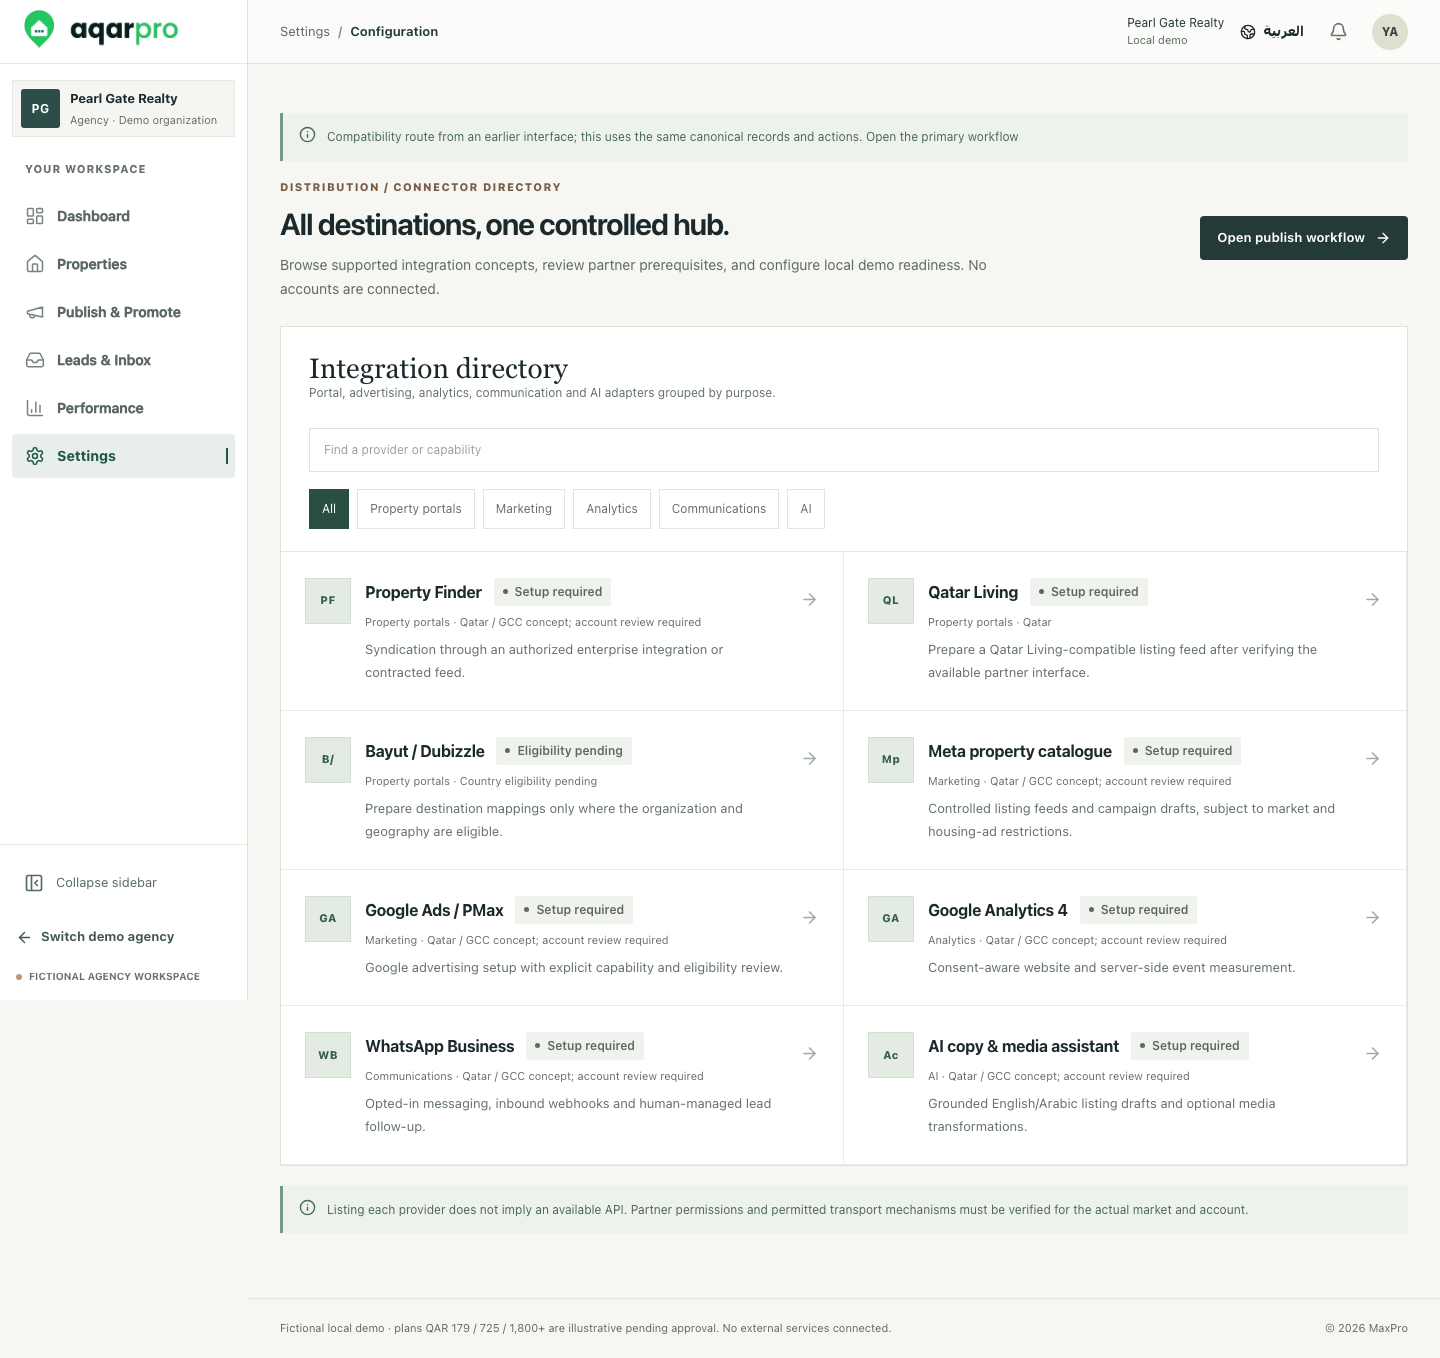 aqarpro
Settings / Configuration
Pearl Gate Realty
Local demo
العربية
YA
PG
Pearl Gate Realty
Agency · Demo organization
YOUR WORKSPACE
Dashboard
Properties
Publish & Promote
Leads & Inbox
Performance
Settings
Collapse sidebar
Switch demo agency
FICTIONAL AGENCY WORKSPACE
Compatibility route from an earlier interface; this uses the same canonical records and actions. Open the primary workflow
DISTRIBUTION / CONNECTOR DIRECTORY
All destinations, one controlled hub.
Browse supported integration concepts, review partner prerequisites, and configure local demo readiness. No
accounts are connected.
Open publish workflow
Integration directory
Portal, advertising, analytics, communication and AI adapters grouped by purpose.
Find a provider or capability
All
Property portals
Marketing
Analytics
Communications
AI
PF
Property Finder
Setup required
Property portals · Qatar / GCC concept; account review required
Syndication through an authorized enterprise integration or
contracted feed.
QL
Qatar Living
Setup required
Property portals · Qatar
Prepare a Qatar Living-compatible listing feed after verifying the
available partner interface.
B/
Bayut / Dubizzle
Eligibility pending
Property portals · Country eligibility pending
Prepare destination mappings only where the organization and
geography are eligible.
Mp
Meta property catalogue
Setup required
Marketing · Qatar / GCC concept; account review required
Controlled listing feeds and campaign drafts, subject to market and
housing-ad restrictions.
GA
Google Ads / PMax
Setup required
Marketing · Qatar / GCC concept; account review required
Google advertising setup with explicit capability and eligibility review.
GA
Google Analytics 4
Setup required
Analytics · Qatar / GCC concept; account review required
Consent-aware website and server-side event measurement.
WB
WhatsApp Business
Setup required
Communications · Qatar / GCC concept; account review required
Opted-in messaging, inbound webhooks and human-managed lead
follow-up.
Ac
AI copy & media assistant
Setup required
AI · Qatar / GCC concept; account review required
Grounded English/Arabic listing drafts and optional media
transformations.
Listing each provider does not imply an available API. Partner permissions and permitted transport mechanisms must be verified for the actual market and account.
Fictional local demo · plans QAR 179 / 725 / 1,800+ are illustrative pending approval. No external services connected.
© 2026 MaxPro